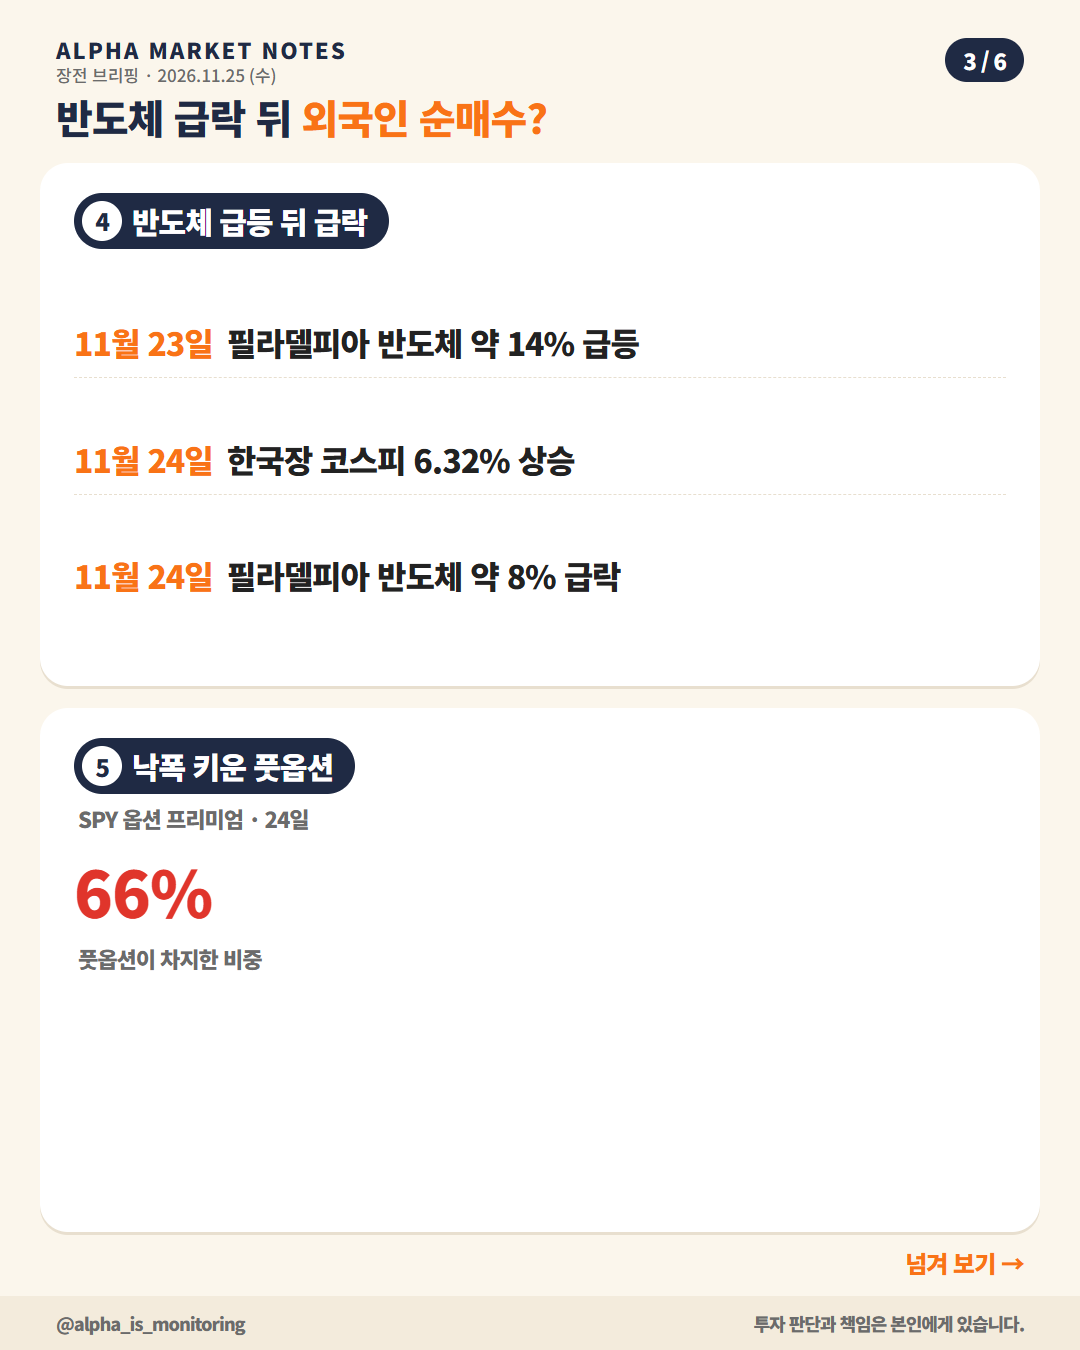 ALPHA MARKET NOTES
장전 브리핑 · 2026.11.25 (수)
3 / 6
반도체 급락 뒤 외국인 순매수?
4 반도체 급등 뒤 급락
11월 23일 필라델피아 반도체 약 14% 급등
11월 24일 한국장 코스피 6.32% 상승
11월 24일 필라델피아 반도체 약 8% 급락
5 낙폭 키운 풋옵션
SPY 옵션 프리미엄 · 24일
66%
풋옵션이 차지한 비중
넘겨 보기 →
@alpha_is_monitoring
투자 판단과 책임은 본인에게 있습니다.